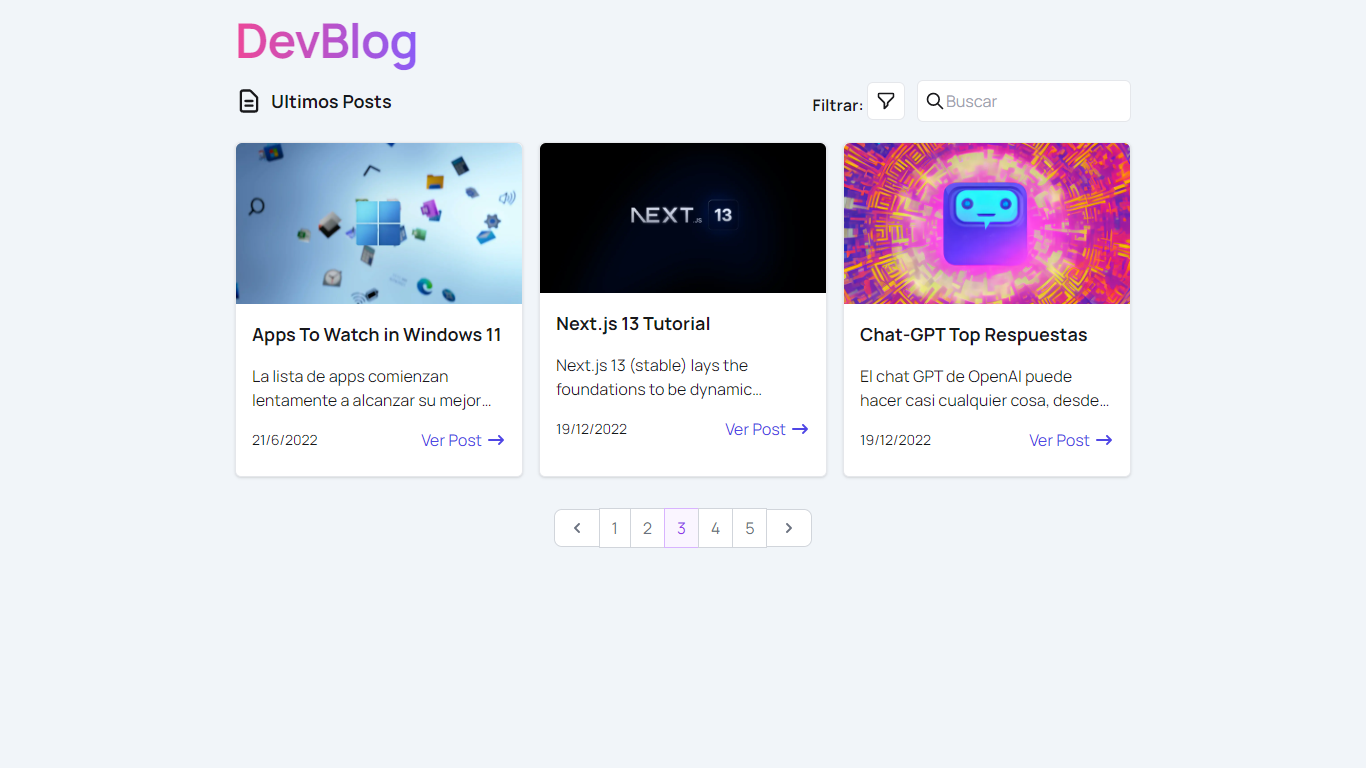 DevBlog
Ultimos Posts
Filtrar:
Buscar
NEXT.JS 13
Apps To Watch in Windows 11
La lista de apps comienzan
lentamente a alcanzar su mejor...
21/6/2022
Ver Post
Next.js 13 Tutorial
Next.js 13 (stable) lays the
foundations to be dynamic...
19/12/2022
Ver Post
Chat-GPT Top Respuestas
El chat GPT de OpenAI puede
hacer casi cualquier cosa, desde...
19/12/2022
Ver Post
1 2 3 4 5